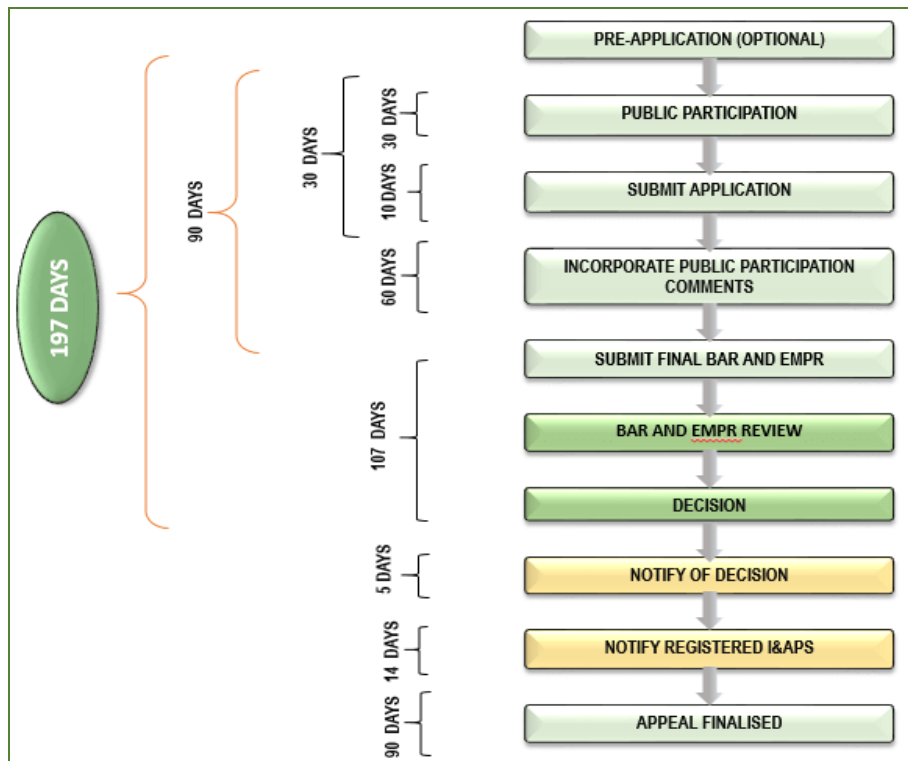 PRE-APPLICATION (OPTIONAL)
30 DAYS
PUBLIC PARTICIPATION
30 DAYS
10 DAYS
SUBMIT APPLICATION
90 DAYS
60 DAYS
INCORPORATE PUBLIC PARTICIPATION
COMMENTS
197 DAYS
SUBMIT FINAL BAR AND EMPR
107 DAYS
BAR AND EMPR REVIEW
DECISION
5 DAYS
NOTIFY OF DECISION
14 DAYS
NOTIFY REGISTERED I&APS
90 DAYS
APPEAL FINALISED